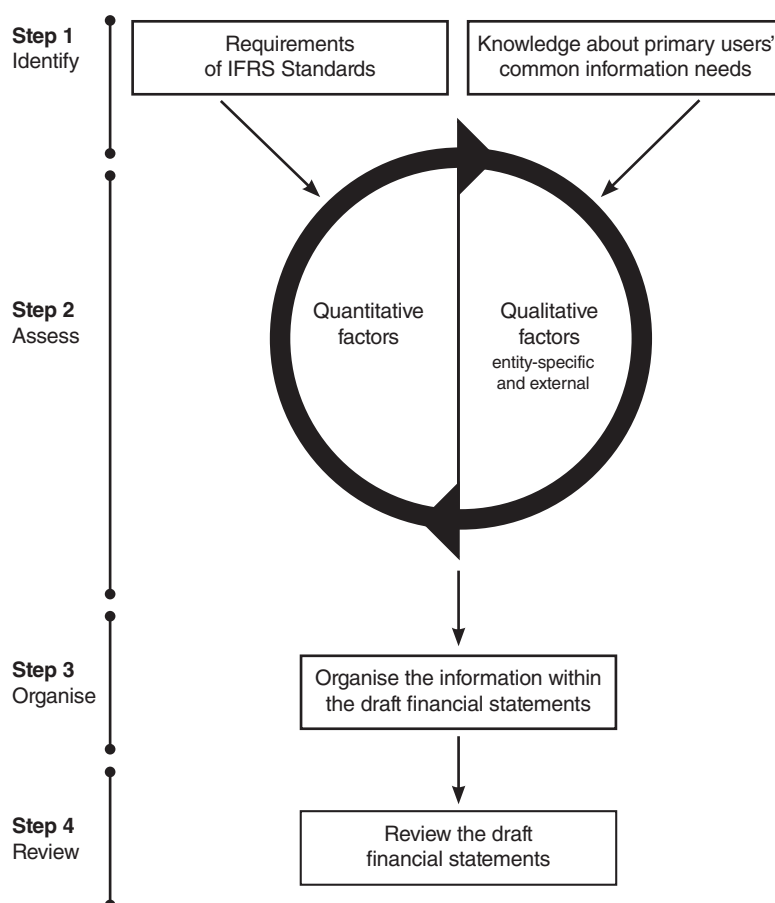 Step 1
Identify
Requirements
of IFRS Standards
Knowledge about primary users'
common information needs
Step 2
Assess
Quantitative
factors
Qualitative
factors
entity-specific
and external
Step 3
Organise
Organise the information within
the draft financial statements
Step 4
Review
Review the draft
financial statements